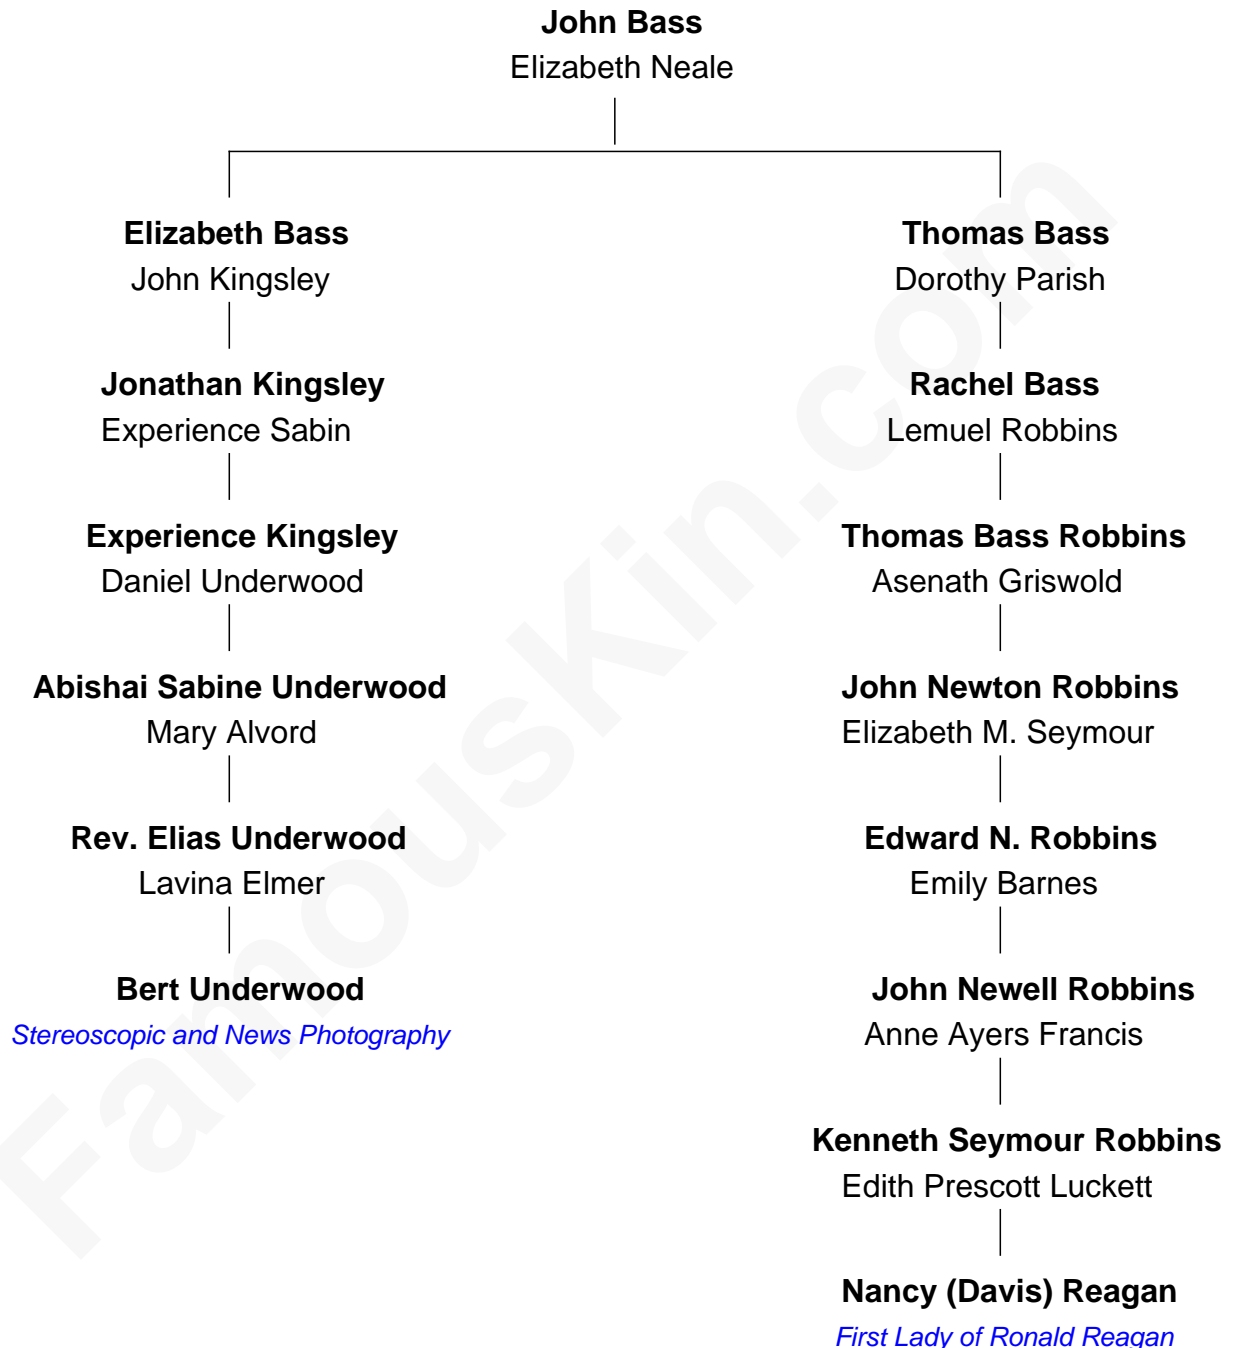 John Bass
Elizabeth Neale
Elizabeth Bass
John Kingsley
Jonathan Kingsley
Experience Sabin
Experience Kingsley
Daniel Underwood
Abishai Sabine Underwood
Mary Alvord
Rev. Elias Underwood
Lavina Elmer
Bert Underwood
Stereoscopic and News Photography
Thomas Bass
Dorothy Parish
Rachel Bass
Lemuel Robbins
Thomas Bass Robbins
Asenath Griswold
John Newton Robbins
Elizabeth M. Seymour
Edward N. Robbins
Emily Barnes
John Newell Robbins
Anne Ayers Francis
Kenneth Seymour Robbins
Edith Prescott Luckett
Nancy (Davis) Reagan
First Lady of Ronald Reagan
FamousKin.com